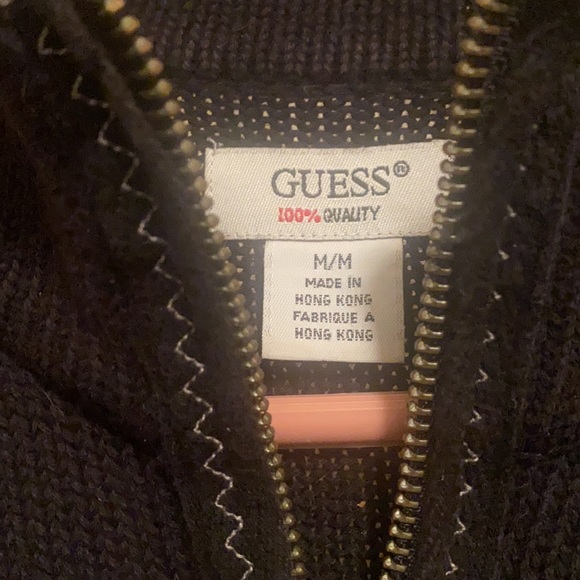 GUESS®
100% QUALITY
M/M
MADE IN
HONG KONG
FABRIQUE A
HONG KONG